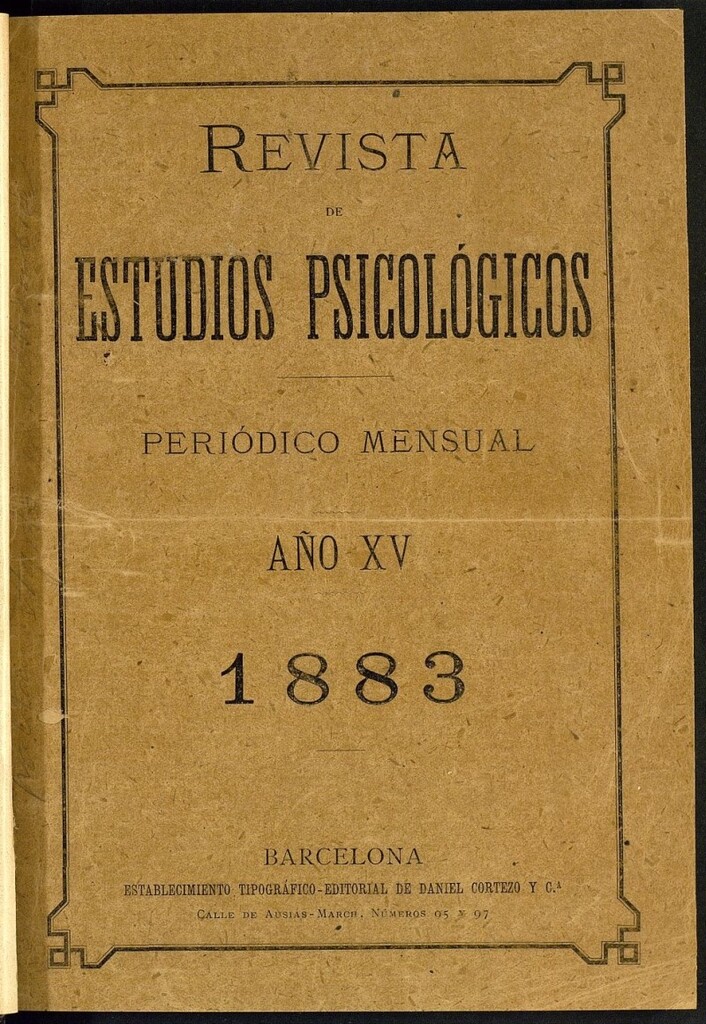 REVISTA
DE
ESTUDIOS PSICOLÓGICOS
PERIÓDICO MENSUAL
AÑO XV
1883
BARCELONA
ESTABLECIMIENTO TIPOGRÁFICO-EDITORIAL DE DANIEL CORTEZO Y C.ª
CALLE DE AUSIAS-MARCH, NÚMEROS 95 Y 97